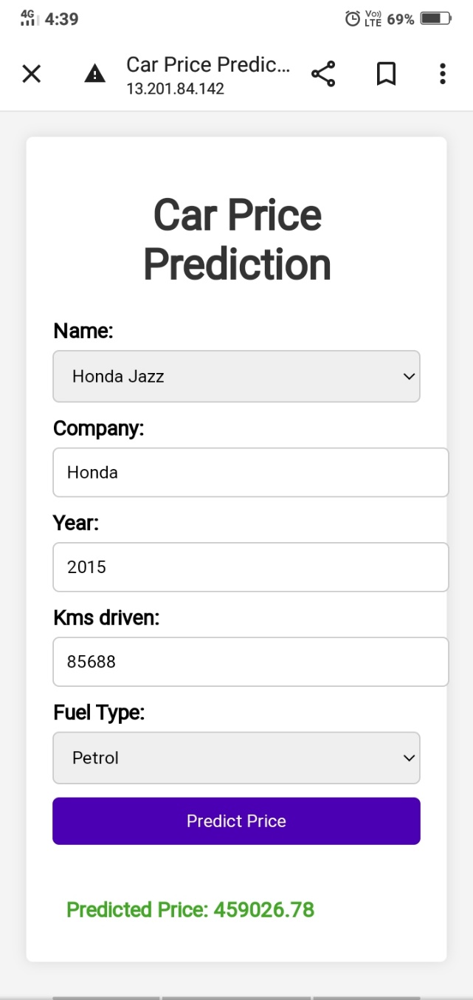 4G 4:39 Vo)) LTE 69%
Car Price Predic...
13.201.84.142
Car Price
Prediction
Name:
Honda Jazz
Company:
Honda
Year:
2015
Kms driven:
85688
Fuel Type:
Petrol
Predict Price
Predicted Price: 459026.78